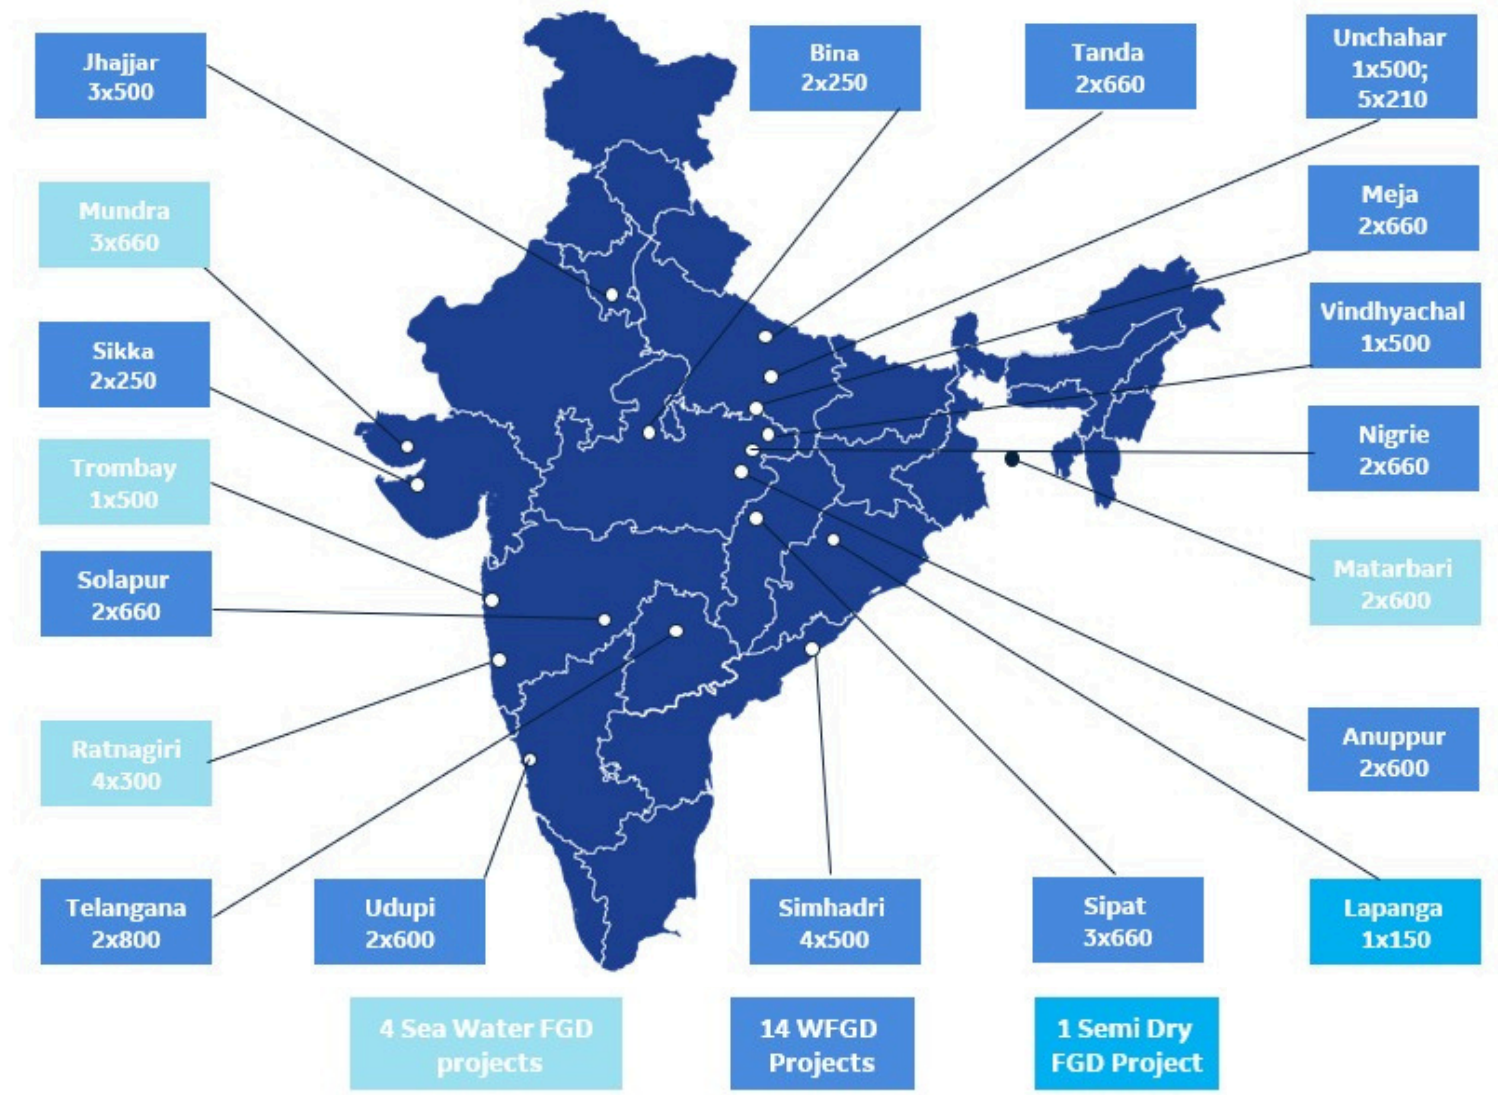 Jhajjar
3x500
Bina
2x250
Tanda
2x660
Unchahar
1x500;
5x210
Mundra
3x660
Meja
2x660
Sikka
2x250
Vindhyachal
1x500
Trombay
1x500
Nigrie
2x660
Solapur
2x660
Matarbari
2x600
Ratnagiri
4x300
Anuppur
2x600
Telangana
2x800
Udupi
2x600
Simhadri
4x500
Sipat
3x660
Lapanga
1x150
4 Sea Water FGD
projects
14 WFGD
Projects
1 Semi Dry
FGD Project